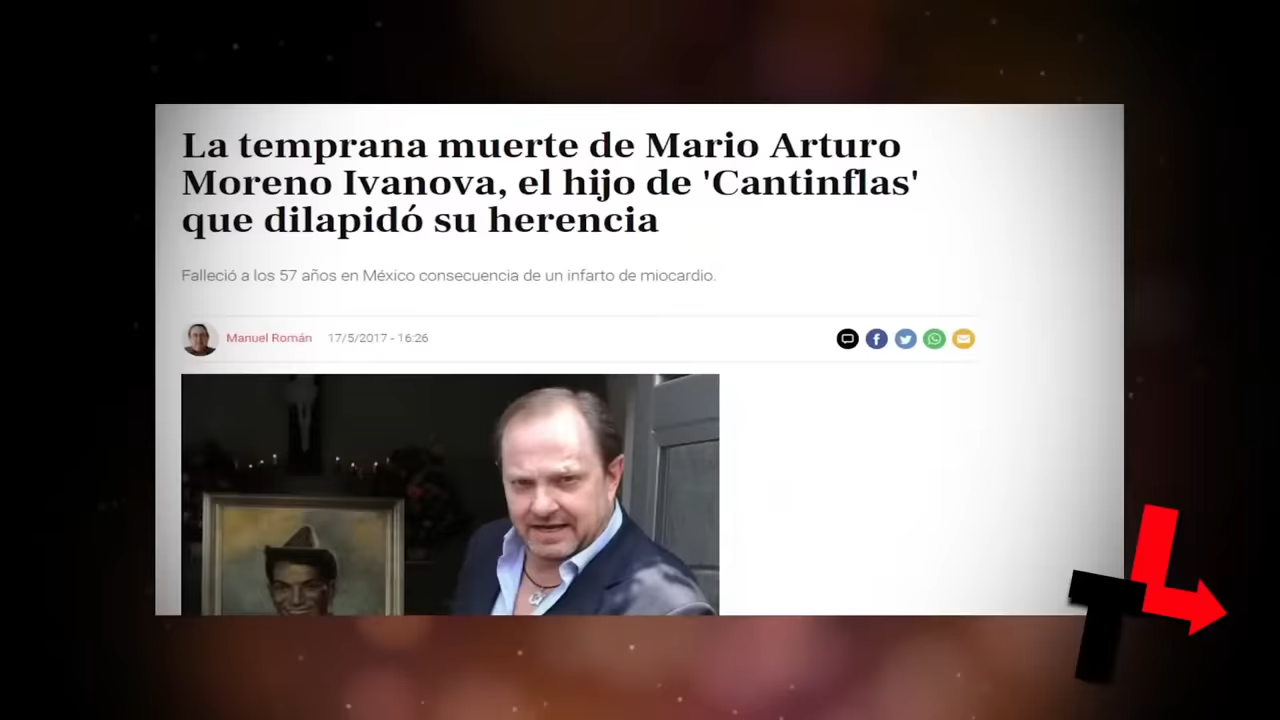 La temprana muerte de Mario Arturo
Moreno Ivanova, el hijo de 'Cantinflas'
que dilapidó su herencia
Falleció a los 57 años en México consecuencia de un infarto de miocardio.
Manuel Román 17/5/2017 - 16:26
TL